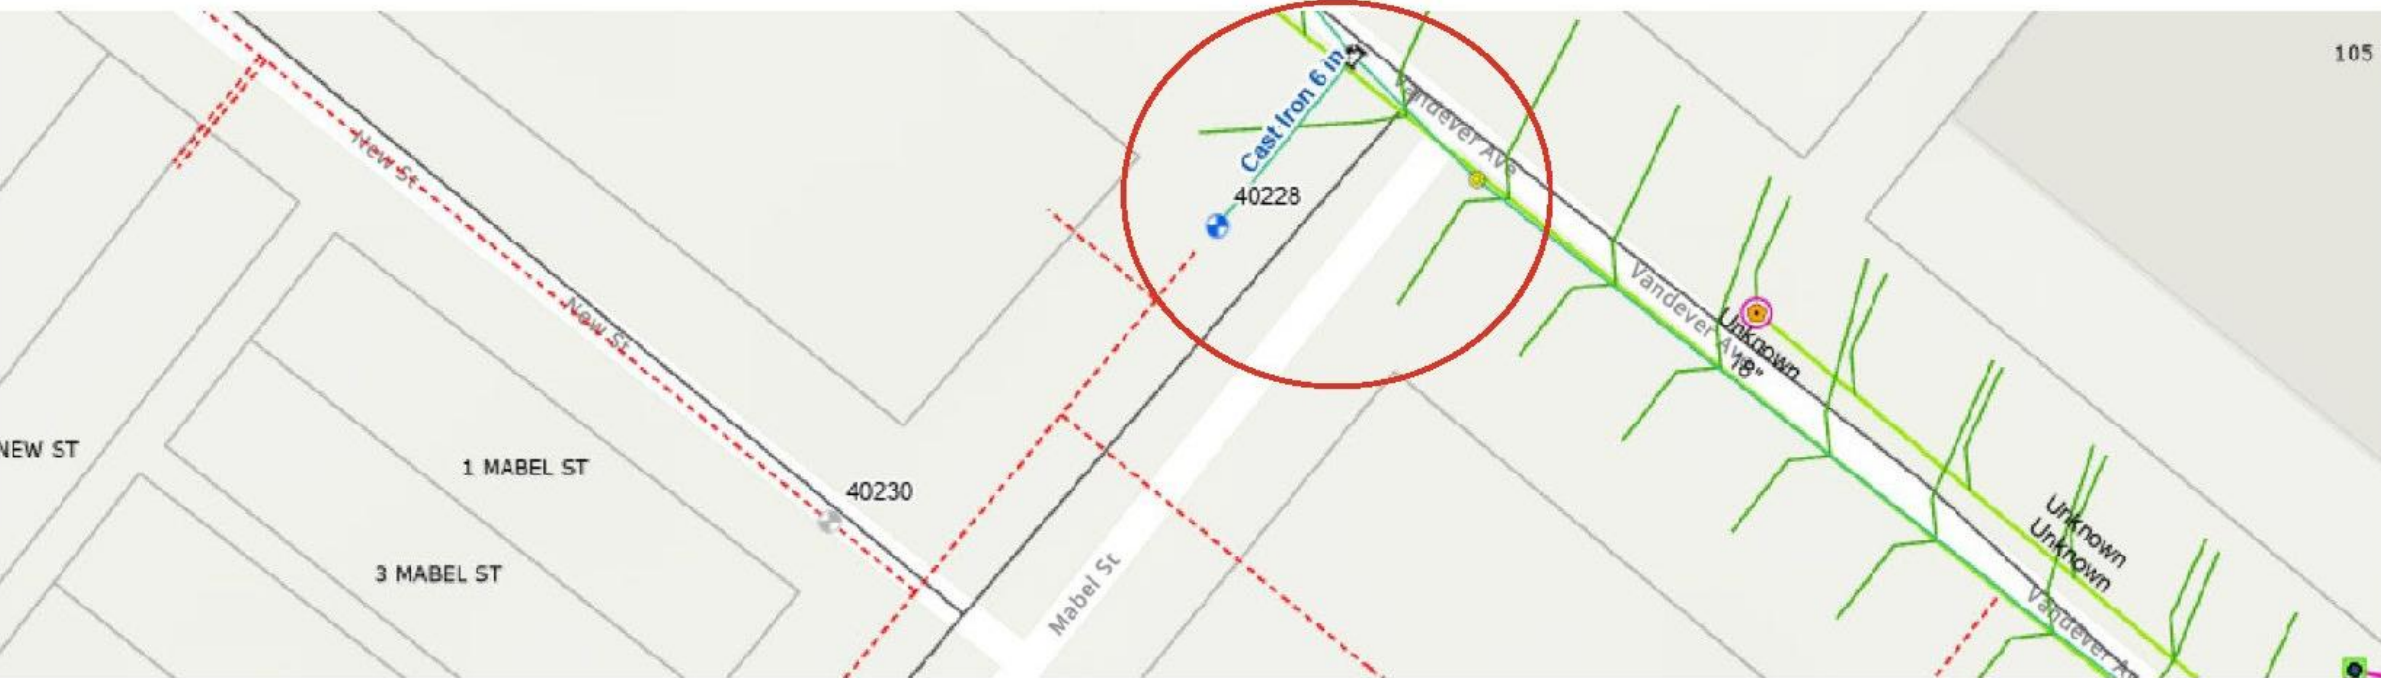 105
Cast Iron 6 in
Vandever Ave
New St
40228
Vandever Ave
Unknown
18"
New St
NEW ST
1 MABEL ST
40230
Unknown
Unknown
3 MABEL ST
Mabel St
Vandever Av